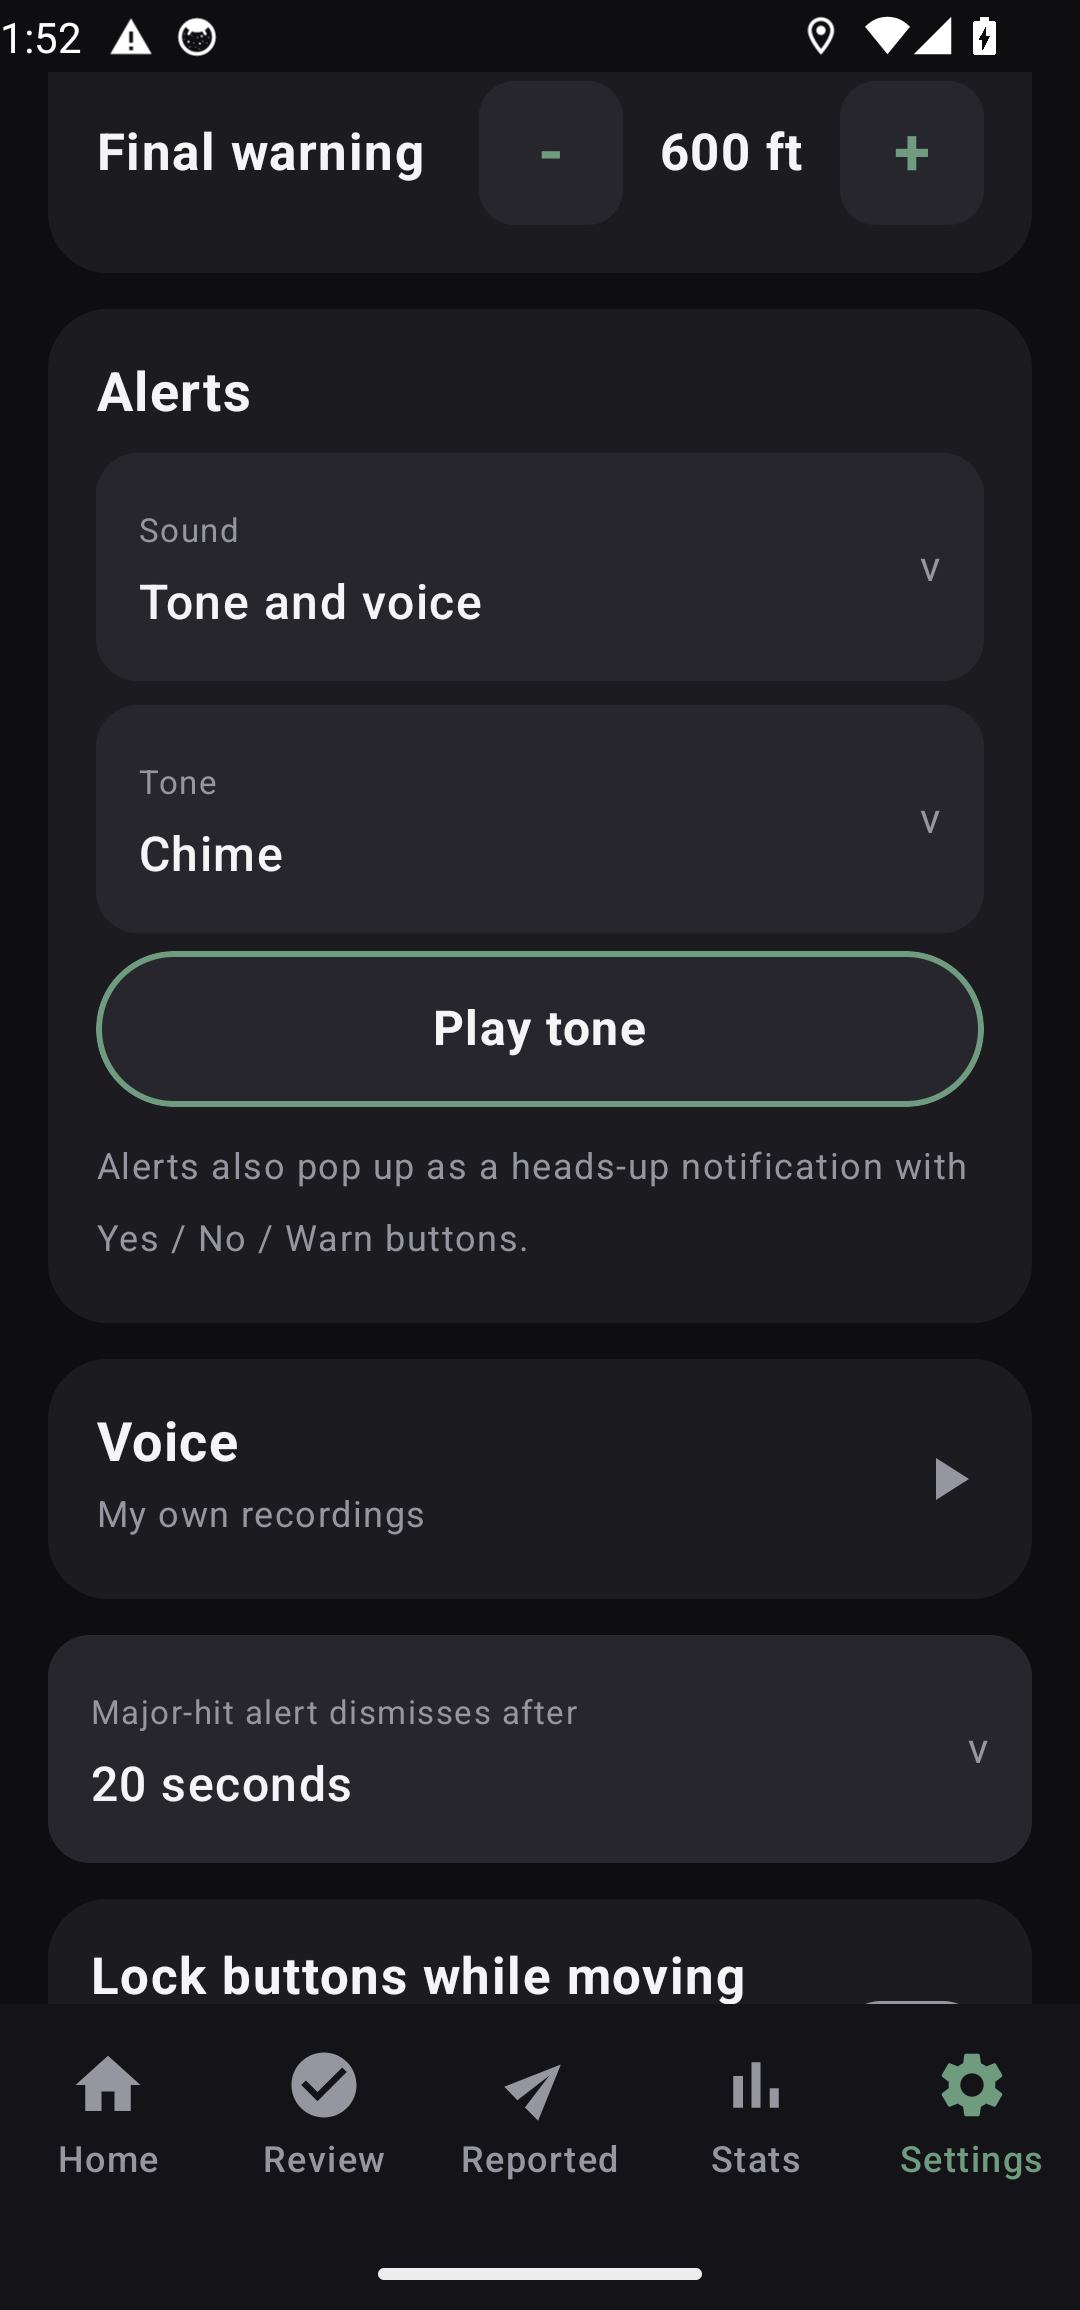 1:52
Final warning - 600 ft +
Alerts
Sound
Tone and voice
v
Tone
Chime
v
Play tone
Alerts also pop up as a heads-up notification with
Yes / No / Warn buttons.
Voice
My own recordings
Major-hit alert dismisses after
20 seconds
v
Lock buttons while moving
Home Review Reported Stats Settings